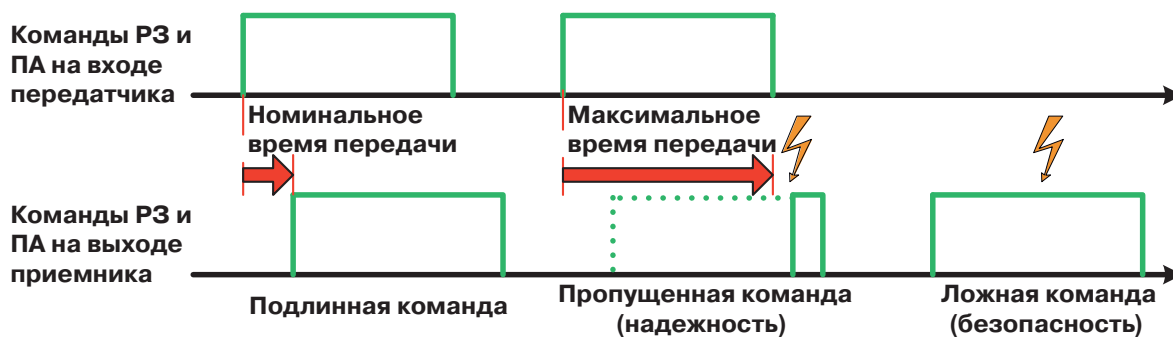 Команды РЗ и
ПА на входе
передатчика
Номинальное
время передачи
Максимальное
время передачи
Команды РЗ и
ПА на выходе
приемника
Подлинная команда
Пропущенная команда
(надежность)
Ложная команда
(безопасность)